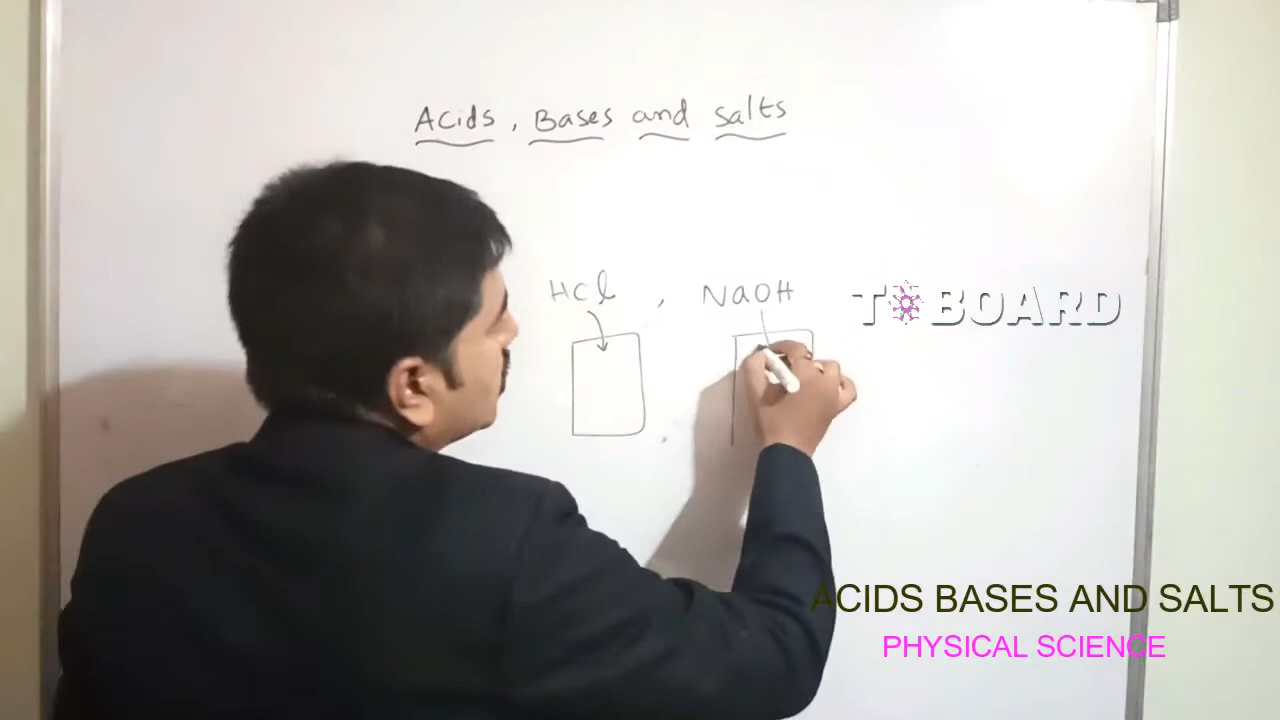 Acids, Bases and salts
HCl , NaOH
T BOARD
ACIDS BASES AND SALTS
PHYSICAL SCIENCE